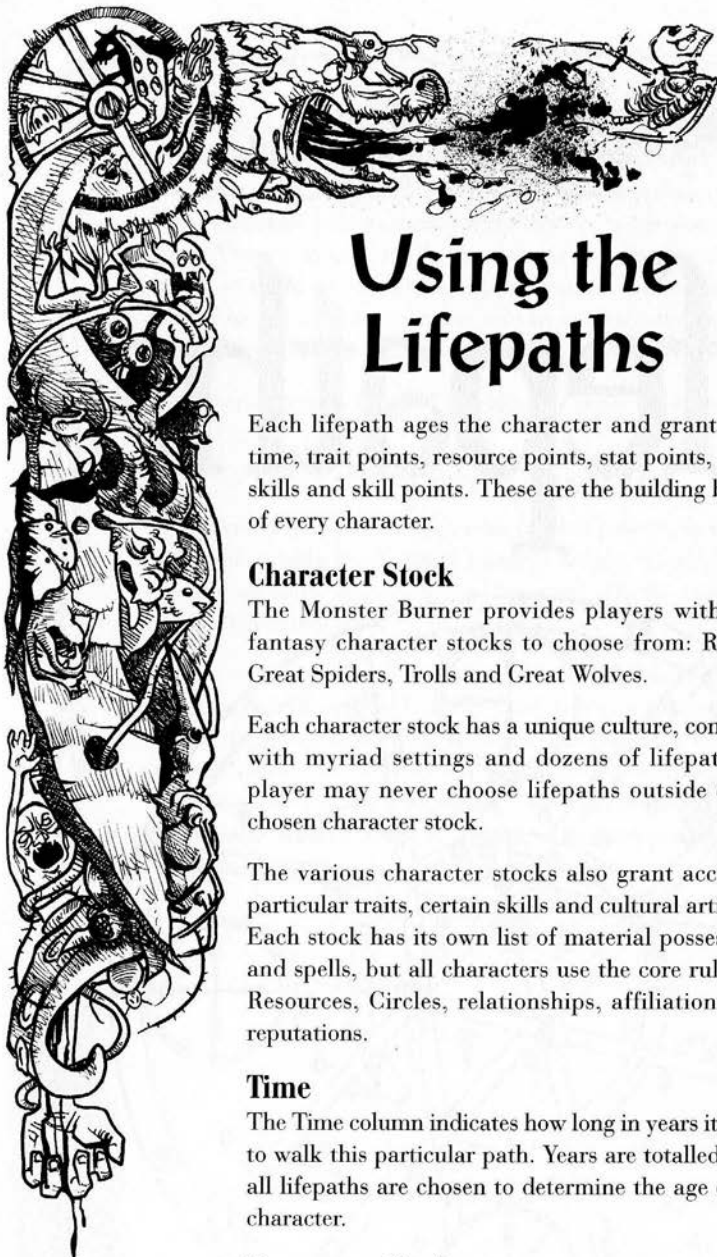 Using the
Lifepaths
Each lifepath ages the character and grant
time, trait points, resource points, stat points,
skills and skill points. These are the building
of every character.
Character Stock
The Monster Burner provides players with
fantasy character stocks to choose from:
Great Spiders, Trolls and Great Wolves.
Each character stock has a unique culture,
with myriad settings and dozens of
player may never choose lifepaths outside
chosen character stock.
The various character stocks also grant
particular traits, certain skills and cultural
Each stock has its own list of material
and spells, but all characters use the core
Resources, Circles, relationships, affiliation
reputations.
Time
The Time column indicates how long in years it
to walk this particular path. Years are totalled
all lifepaths are chosen to determine the age
character.